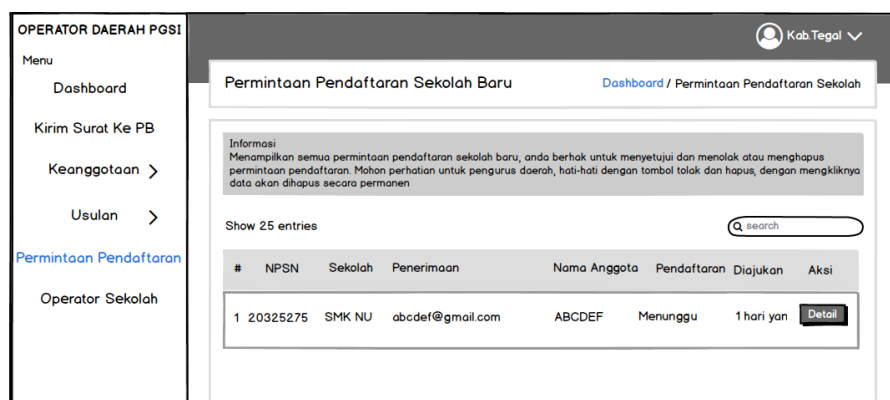 OPERATOR DAERAH PGSI
Kab.Tegal
Menu
Dashboard
Kirim Surat Ke PB
Keanggotaan
Usulan
Permintaan Pendaftaran
Operator Sekolah
Permintaan Pendaftaran Sekolah Baru
Dashboard / Permintaan Pendaftaran Sekolah
Informasi
Menampilkan semua permintaan pendaftaran sekolah baru, anda berhak untuk menyetujui dan menolak atau menghapus
permintaan pendaftaran. Mohon perhatian untuk pengurus daerah, hati-hati dengan tombol tolak dan hapus, dengan mengkliknya
data akan dihapus secara permanen
Show 25 entries
search
# NPSN Sekolah Penerimaan Nama Anggota Pendaftaran Diajukan Aksi
1 20325275 SMK NU abcdef@gmail.com ABCDEF Menunggu 1 hari yan Detail